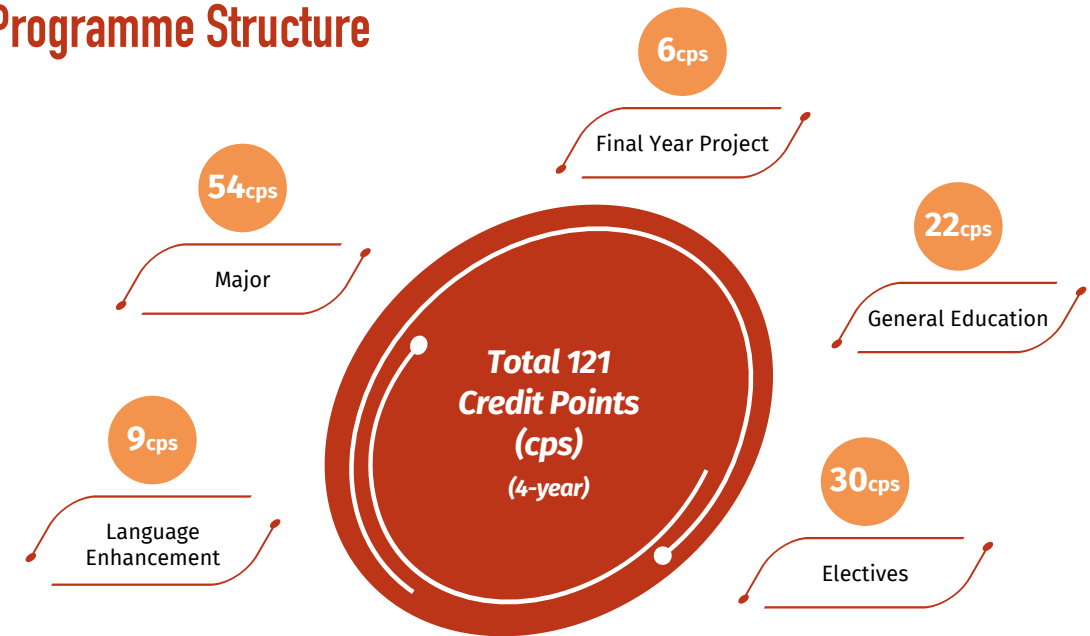 Programme Structure
6cps
Final Year Project
54cps
Major
22cps
General Education
Total 121
Credit Points
(cps)
(4-year)
9cps
Language
Enhancement
30cps
Electives